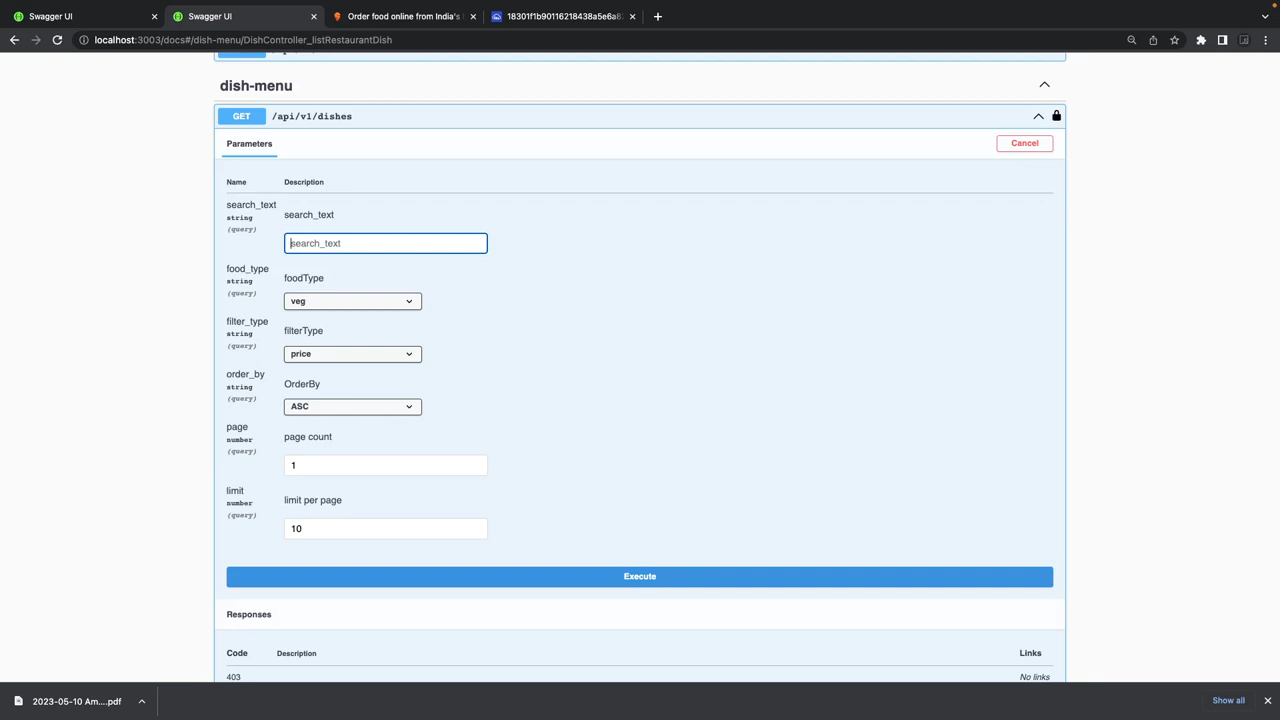 Swagger UI
Swagger UI
Order food online from India's
18301f1b90116218438a5e6a8
localhost:3003/docs#/dish-menu/DishController_listRestaurantDish
dish-menu
GET /api/v1/dishes
Parameters
Cancel
Name Description
search_text
string
(query)
search_text
search_text
food_type
string
(query)
foodType
veg
filter_type
string
(query)
filterType
price
order_by
string
(query)
OrderBy
ASC
page
number
(query)
page count
1
limit
number
(query)
limit per page
10
Execute
Responses
Code Description Links
403 No links
2023-05-10 Am....pdf
Show all